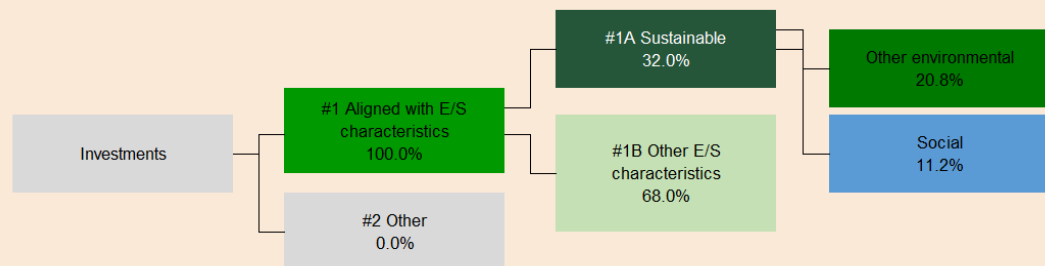 Investments
#1 Aligned with E/S
characteristics
100.0%
#2 Other
0.0%
#1A Sustainable
32.0%
#1B Other E/S
characteristics
68.0%
Other environmental
20.8%
Social
11.2%